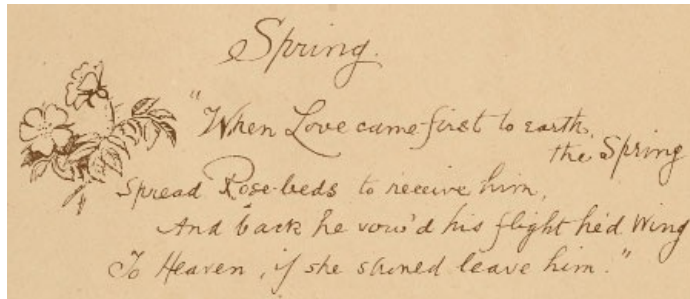 Spring.
"When Love came first to earth,
the Spring
Spread Rose-beds to receive him,
And back he vow'd his flight he'd Wing
To Heaven, if she should leave him."